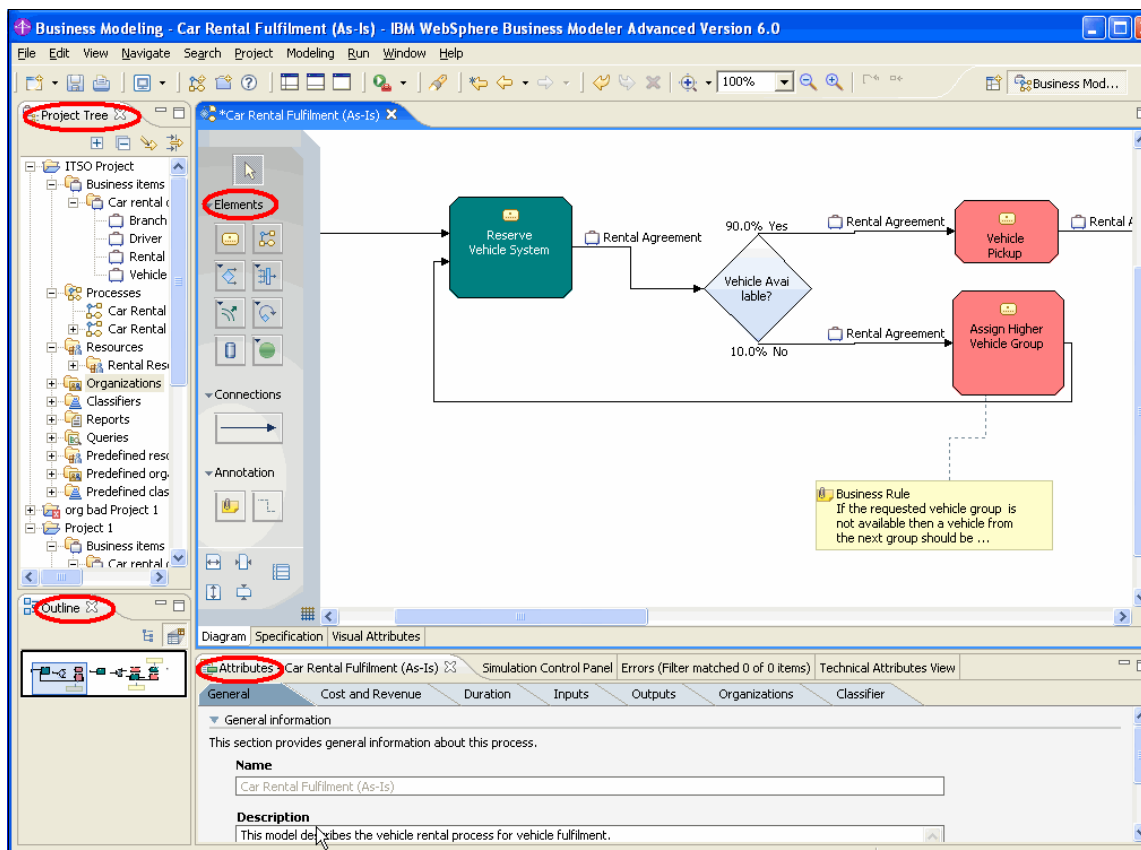 Business Modeling - Car Rental Fulfilment (As-Is) - IBM WebSphere Business Modeler Advanced Version 6.0
File Edit View Navigate Search Project Modeling Run Window Help
100%
Business Mod...
Project Tree
ITSO Project
Business items
Car rental
Branch
Driver
Rental
Vehicle
Processes
Car Rental
Car Rental
Resources
Rental Res
Organizations
Classifiers
Reports
Queries
Predefined reso
Predefined org
Predefined clas
org bad Project 1
Project 1
Business items
Car rental
Outline
*Car Rental Fulfilment (As-Is)
Elements
Connections
Annotation
Reserve
Vehicle System
Rental Agreement
90.0% Yes
Vehicle Avai
lable?
10.0% No
Rental Agreement
Vehicle
Pickup
Rental A
Rental Agreement
Assign Higher
Vehicle Group
Business Rule
If the requested vehicle group is
not available then a vehicle from
the next group should be ...
Diagram Specification Visual Attributes
Attributes - Car Rental Fulfilment (As-Is) Simulation Control Panel Errors (Filter matched 0 of 0 items) Technical Attributes View
General Cost and Revenue Duration Inputs Outputs Organizations Classifier
General information
This section provides general information about this process.
Name
Car Rental Fulfilment (As-Is)
Description
This model describes the vehicle rental process for vehicle fulfilment.